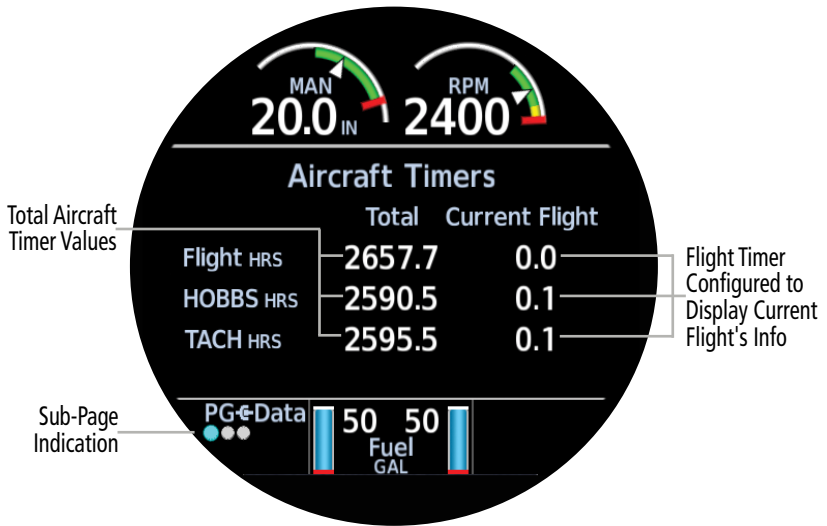 MAN
20.0 IN
RPM
2400
Aircraft Timers
Total Current Flight
Total Aircraft
Timer Values
Flight HRS 2657.7 0.0
HOBBS HRS 2590.5 0.1
TACH HRS 2595.5 0.1
Flight Timer
Configured to
Display Current
Flight's Info
Sub-Page
Indication
PG Data
50 50
Fuel
GAL